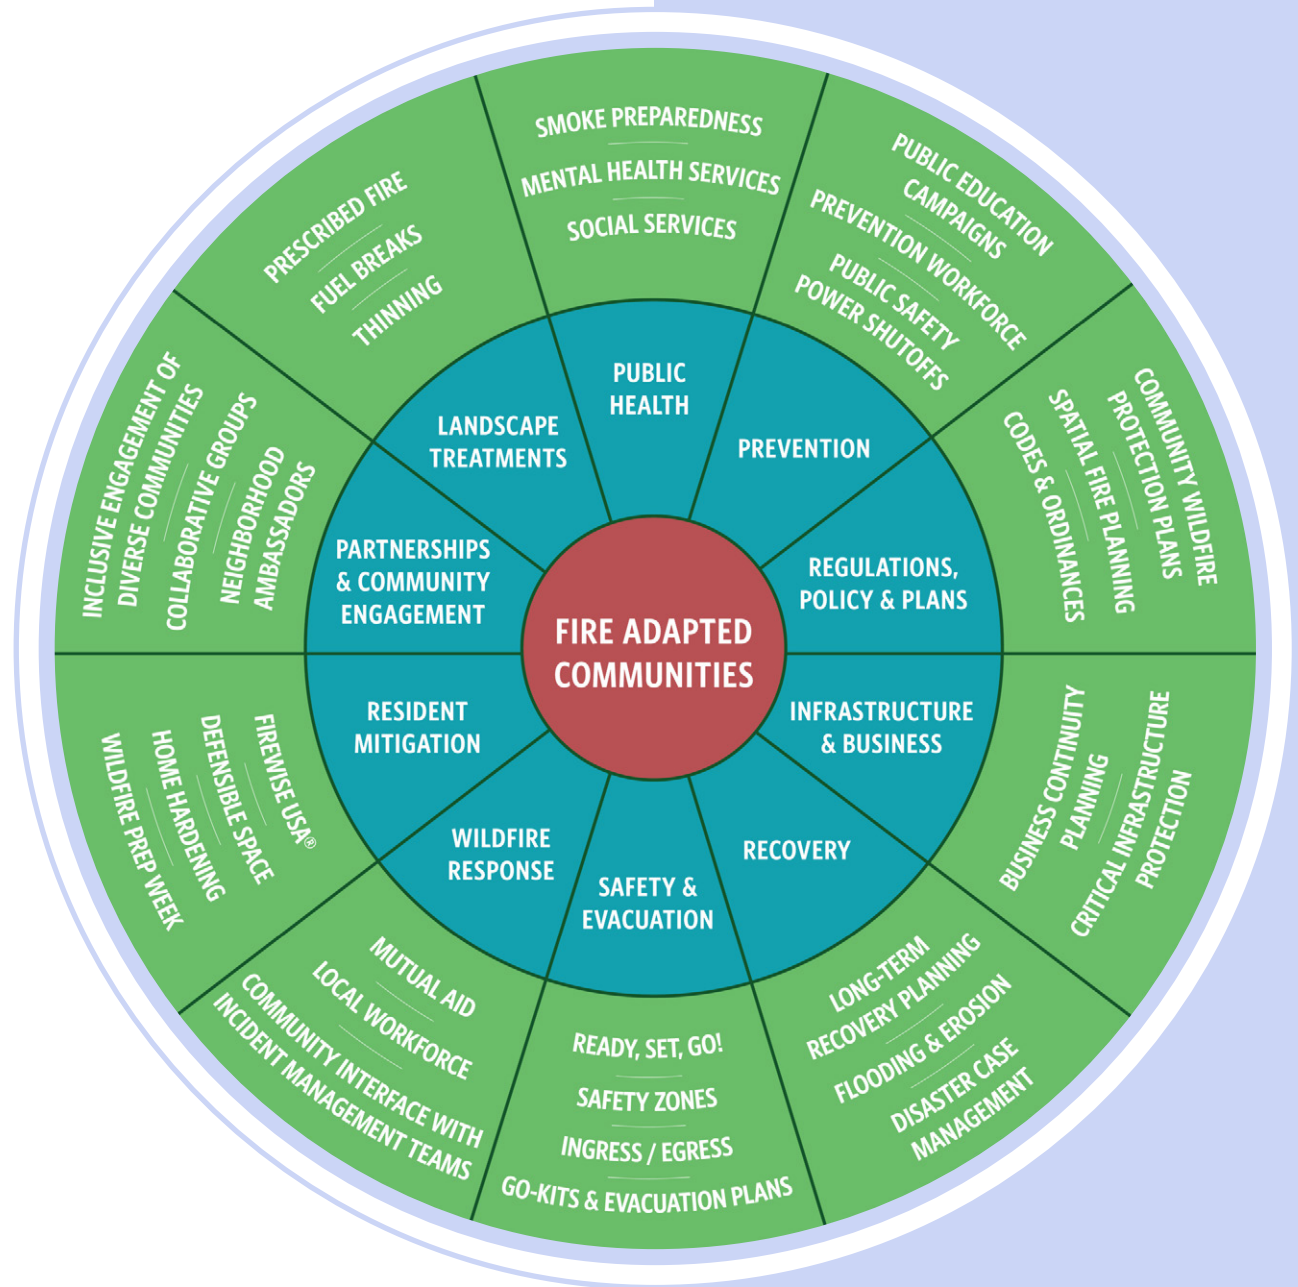 FIRE ADAPTED
COMMUNITIES
PUBLIC
HEALTH
SMOKE PREPAREDNESS
MENTAL HEALTH SERVICES
SOCIAL SERVICES
PREVENTION
PUBLIC EDUCATION
CAMPAIGNS
PREVENTION WORKFORCE
PUBLIC SAFETY
POWER SHUTOFFS
REGULATIONS,
POLICY & PLANS
COMMUNITY WILDFIRE
PROTECTION PLANS
SPATIAL FIRE PLANNING
CODES & ORDINANCES
INFRASTRUCTURE
& BUSINESS
BUSINESS CONTINUITY
PLANNING
CRITICAL INFRASTRUCTURE
PROTECTION
RECOVERY
LONG-TERM
RECOVERY PLANNING
FLOODING & EROSION
DISASTER CASE
MANAGEMENT
SAFETY &
EVACUATION
READY, SET, GO!
SAFETY ZONES
INGRESS / EGRESS
GO-KITS & EVACUATION PLANS
WILDFIRE
RESPONSE
MUTUAL AID
LOCAL WORKFORCE
COMMUNITY INTERFACE WITH
INCIDENT MANAGEMENT TEAMS
RESIDENT
MITIGATION
FIREWISE USA®
DEFENSIBLE SPACE
HOME HARDENING
WILDFIRE PREP WEEK
PARTNERSHIPS
& COMMUNITY
ENGAGEMENT
INCLUSIVE ENGAGEMENT OF
DIVERSE COMMUNITIES
COLLABORATIVE GROUPS
NEIGHBORHOOD
AMBASSADORS
LANDSCAPE
TREATMENTS
PRESCRIBED FIRE
FUEL BREAKS
THINNING